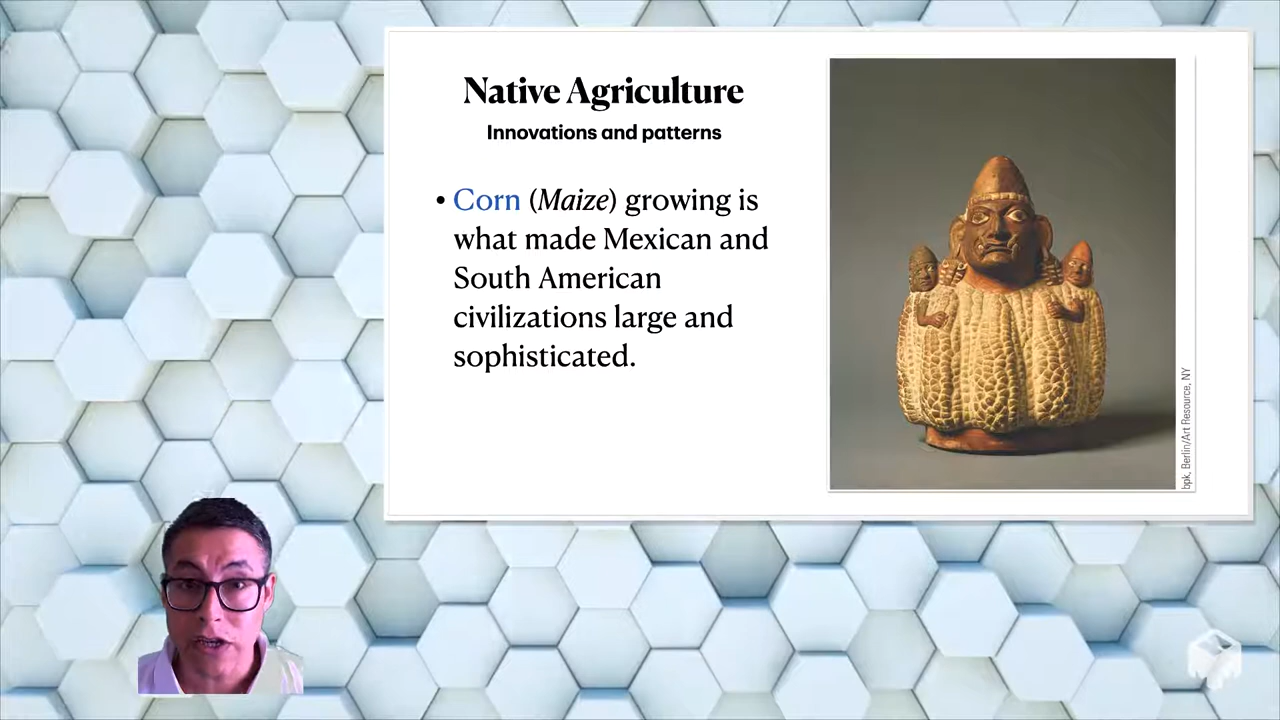 Native Agriculture
Innovations and patterns
• Corn (Maize) growing is
what made Mexican and
South American
civilizations large and
sophisticated.
bpk, Berlin/Art Resource, NY